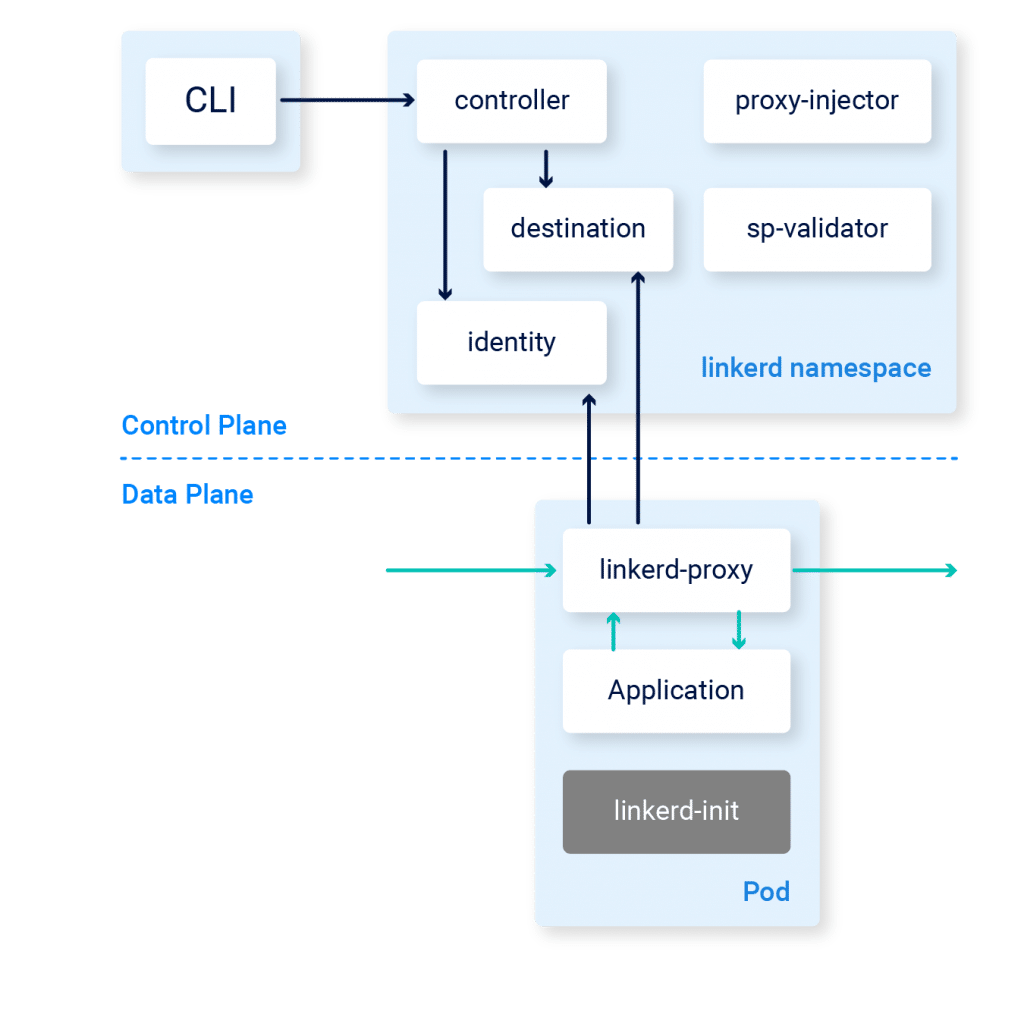 CLI
controller
proxy-injector
destination
sp-validator
identity
linkerd namespace
Control Plane
Data Plane
linkerd-proxy
Application
linkerd-init
Pod